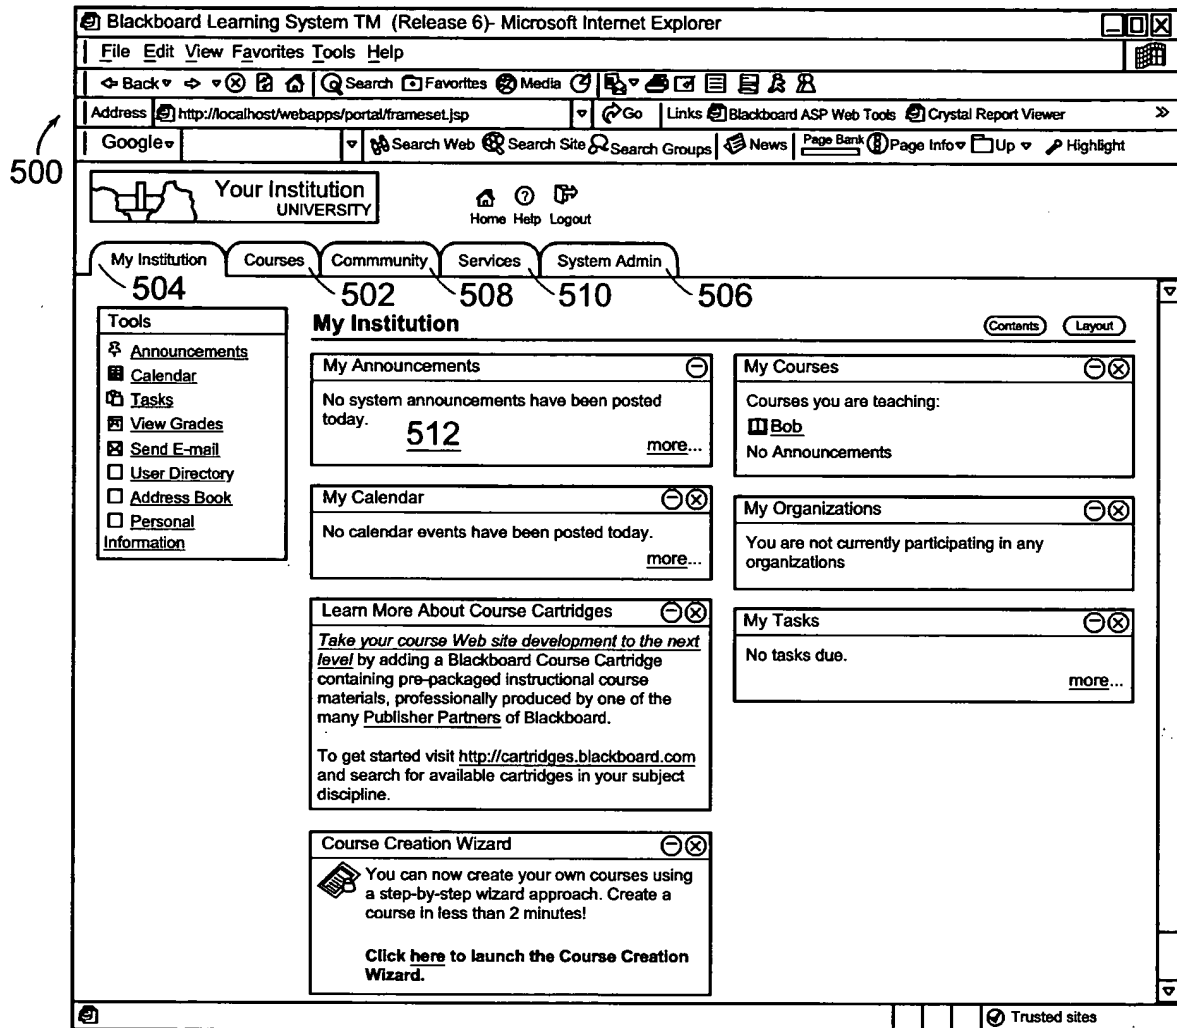 Blackboard Learning System TM (Release 6)- Microsoft Internet Explorer
File Edit View Favorites Tools Help
Back Search Favorites Media
Address http://localhost/webapps/portal/frameset.jsp Go Links Blackboard ASP Web Tools Crystal Report Viewer »
Google Search Web Search Site Search Groups News Page Bank Page Info Up Highlight
500
Your Institution
UNIVERSITY
Home Help Logout
My Institution Courses Commmunity Services System Admin
504 502 508 510 506
Tools
Announcements
Calendar
Tasks
View Grades
Send E-mail
User Directory
Address Book
Personal
Information
My Institution
Contents Layout
My Announcements
No system announcements have been posted
today.
512
more...
My Calendar
No calendar events have been posted today.
more...
Learn More About Course Cartridges
Take your course Web site development to the next
level by adding a Blackboard Course Cartridge
containing pre-packaged instructional course
materials, professionally produced by one of the
many Publisher Partners of Blackboard.
To get started visit http://cartridges.blackboard.com
and search for available cartridges in your subject
discipline.
Course Creation Wizard
You can now create your own courses using
a step-by-step wizard approach. Create a
course in less than 2 minutes!
Click here to launch the Course Creation
Wizard.
My Courses
Courses you are teaching:
Bob
No Announcements
My Organizations
You are not currently participating in any
organizations
My Tasks
No tasks due.
more...
Trusted sites